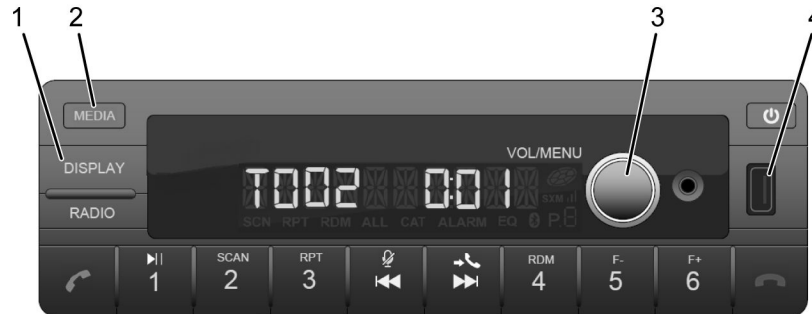 1 2 3 4
MEDIA
VOL/MENU
DISPLAY
T002 0:01
SXM
RADIO
SCN RPT RDM ALL CAT ALARM EQ P.
SCAN RPT RDM F- F+
1 2 3 4 5 6